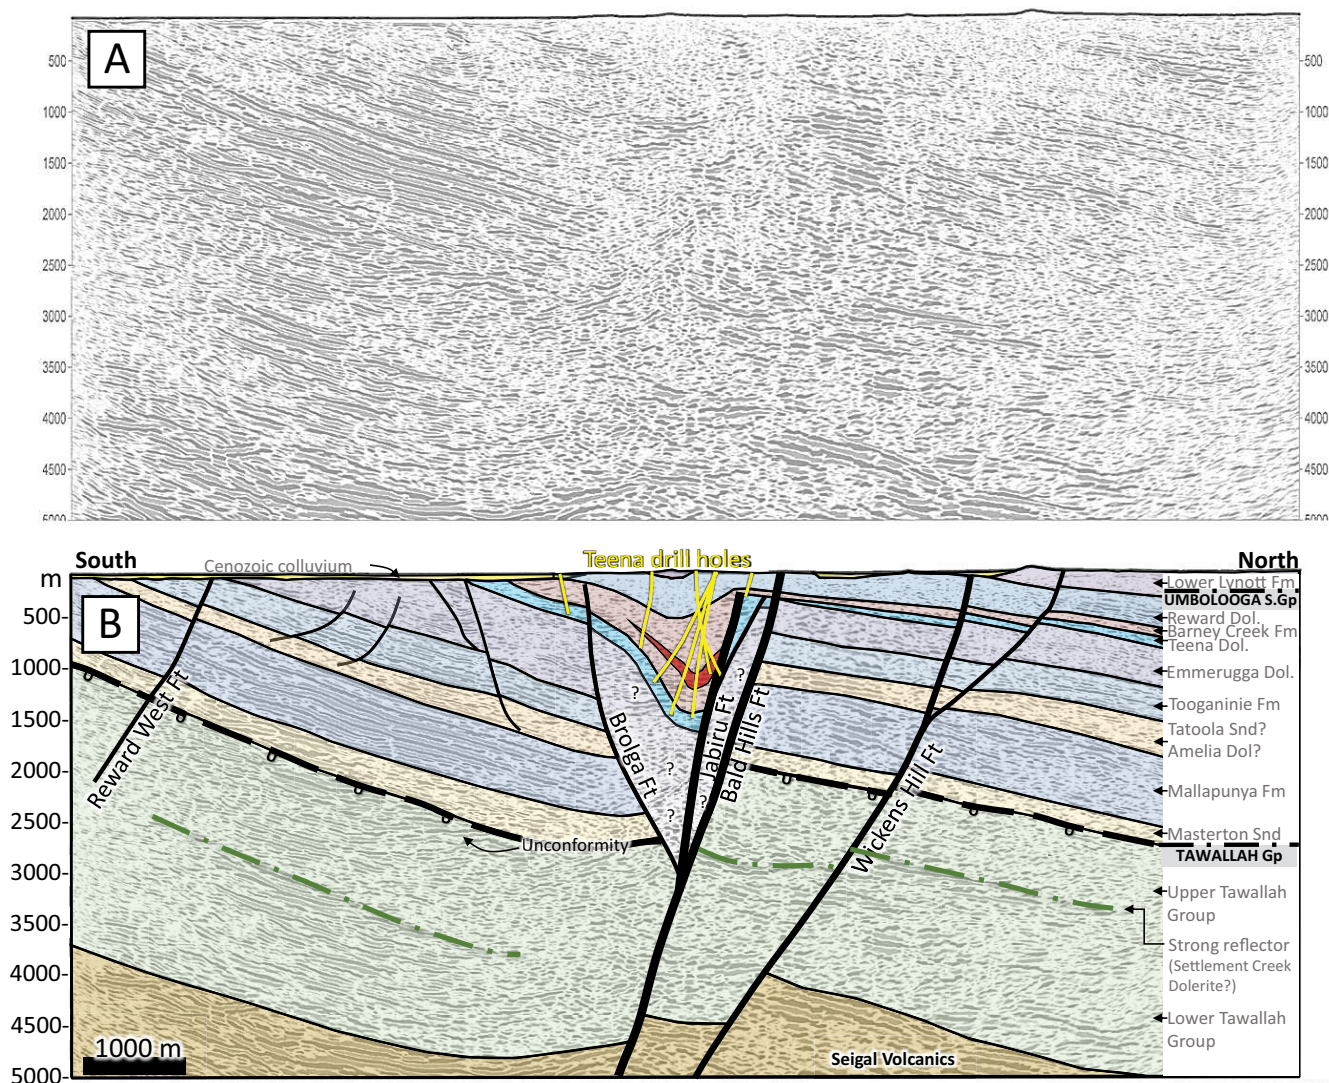 A
500
1000
1500
2000
2500
3000
3500
4000
4500
5000
500
1000
1500
2000
2500
3000
3500
4000
4500
5000
South
Cenozoic colluvium
Teena drill holes
North
m
500
1000
1500
2000
2500
3000
3500
4000
4500
5000
B
Reward West Ft
Brolga Ft
Jabiru Ft
Bald Hills Ft
Wickens Hill Ft
?
?
?
?
?
Unconformity
1000 m
Seigal Volcanics
Lower Lynott Fm
UMBOLOOGA S.Gp
Reward Dol.
Barney Creek Fm
Teena Dol.
Emmerugga Dol.
Tooganinie Fm
Tatoola Snd?
Amelia Dol?
Mallapunya Fm
Masterton Snd
TAWALLAH Gp
Upper Tawallah
Group
Strong reflector
(Settlement Creek
Dolerite?)
Lower Tawallah
Group